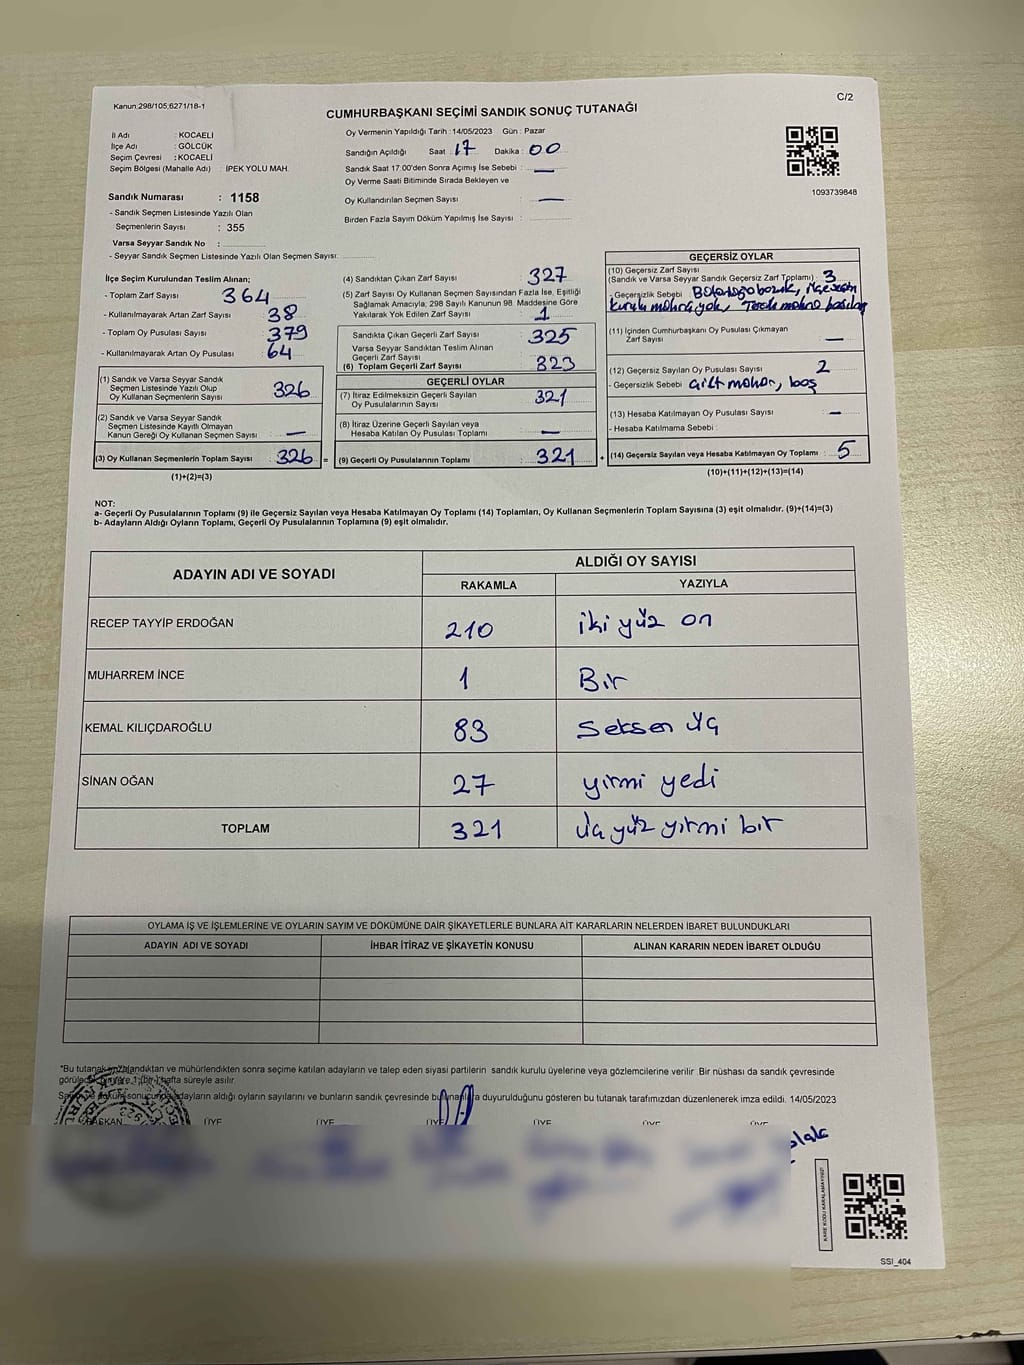 Kanun:298/105;6271/18-1
C/2
CUMHURBAŞKANI SEÇİMİ SANDIK SONUÇ TUTANAĞI
İl Adı : KOCAELİ
İlçe Adı : GÖLCÜK
Seçim Çevresi : KOCAELİ
Seçim Bölgesi (Mahalle Adı) : İPEK YOLU MAH.
Sandık Numarası : 1158
- Sandık Seçmen Listesinde Yazılı Olan
Seçmenlerin Sayısı : 355
Varsa Seyyar Sandık No :
- Seyyar Sandık Seçmen Listesinde Yazılı Olan Seçmen Sayısı:
Oy Vermenin Yapıldığı Tarih : 14/05/2023 Gün : Pazar
Sandığın Açıldığı Saat : 17 Dakika : 00
Sandık Saat 17.00'den Sonra Açımış İse Sebebi : —
Oy Verme Saati Bitiminde Sırada Bekleyen ve
Oy Kullandırılan Seçmen Sayısı : —
Birden Fazla Sayım Döküm Yapılmış İse Sayısı :
1093739848
İlçe Seçim Kurulundan Teslim Alınan;
- Toplam Zarf Sayısı : 364
- Kullanılmayarak Artan Zarf Sayısı : 38
- Toplam Oy Pusulası Sayısı : 379
- Kullanılmayarak Artan Oy Pusulası : 64
(1) Sandık ve Varsa Seyyar Sandık
Seçmen Listesinde Yazılı Olup
Oy Kullanan Seçmenlerin Sayısı : 326
(2) Sandık ve Varsa Seyyar Sandık
Seçmen Listesinde Kayıtlı Olmayan
Kanun Gereği Oy Kullanan Seçmen Sayısı : —
(3) Oy Kullanan Seçmenlerin Toplam Sayısı : 326 =
(1)+(2)=(3)
(4) Sandıktan Çıkan Zarf Sayısı : 327
(5) Zarf Sayısı Oy Kullanan Seçmen Sayısından Fazla İse, Eşitliği
Sağlamak Amacıyla, 298 Sayılı Kanunun 98. Maddesine Göre
Yakılarak Yok Edilen Zarf Sayısı : 1
Sandıkta Çıkan Geçerli Zarf Sayısı : 325
Varsa Seyyar Sandıktan Teslim Alınan
Geçerli Zarf Sayısı
(6) Toplam Geçerli Zarf Sayısı : 323
GEÇERLİ OYLAR
(7) İtiraz Edilmeksizin Geçerli Sayılan
Oy Pusulalarının Sayısı : 321
(8) İtiraz Üzerine Geçerli Sayılan veya
Hesaba Katılan Oy Pusulası Toplamı : —
(9) Geçerli Oy Pusulalarının Toplamı : 321 +
GEÇERSİZ OYLAR
(10) Geçersiz Zarf Sayısı
(Sandık ve Varsa Seyyar Sandık Geçersiz Zarf Toplamı) : 3
- Geçersizlik Sebebi : ilçe seçim
kurulu mührü yok,
(11) İçinden Cumhurbaşkanı Oy Pusulası Çıkmayan
Zarf Sayısı : —
(12) Geçersiz Sayılan Oy Pusulası Sayısı : 2
- Geçersizlik Sebebi : çift mühür, boş
(13) Hesaba Katılmayan Oy Pusulası Sayısı : —
- Hesaba Katılmama Sebebi :
(14) Geçersiz Sayılan veya Hesaba Katılmayan Oy Toplamı : 5
(10)+(11)+(12)+(13)=(14)
NOT:
a- Geçerli Oy Pusulalarının Toplamı (9) ile Geçersiz Sayılan veya Hesaba Katılmayan Oy Toplamı (14) Toplamları, Oy Kullanan Seçmenlerin Toplam Sayısına (3) eşit olmalıdır. (9)+(14)=(3)
b- Adayların Aldığı Oyların Toplamı, Geçerli Oy Pusulalarının Toplamına (9) eşit olmalıdır.
ADAYIN ADI VE SOYADI
ALDIĞI OY SAYISI
RAKAMLA YAZIYLA
RECEP TAYYİP ERDOĞAN 210 iki yüz on
MUHARREM İNCE 1 Bir
KEMAL KILIÇDAROĞLU 83 Seksen üç
SİNAN OĞAN 27 yirmi yedi
TOPLAM 321 üç yüz yirmi bir
OYLAMA İŞ VE İŞLEMLERİNE VE OYLARIN SAYIM VE DÖKÜMÜNE DAİR ŞİKAYETLERLE BUNLARA AİT KARARLARIN NELERDEN İBARET BULUNDUKLARI
ADAYIN ADI VE SOYADI İHBAR İTİRAZ VE ŞİKAYETİN KONUSU ALINAN KARARIN NEDEN İBARET OLDUĞU
*Bu tutanak imzalandıktan ve mühürlendikten sonra seçime katılan adayların ve talep eden siyasi partilerin sandık kurulu üyelerine veya gözlemcilerine verilir. Bir nüshası da sandık çevresinde
görülecek bir yere 1 (bir) hafta süreyle asılır.
Sayım ve döküm sonucunda adayların aldığı oyların sayılarını ve bunların sandık çevresinde bulunanlara duyurulduğunu gösteren bu tutanak tarafımızdan düzenlenerek imza edildi. 14/05/2023
BAŞKAN ÜYE ÜYE ÜYE ÜYE ÜYE ÜYE
KARE KODU KARALAMAYINIZ!
SSI_404